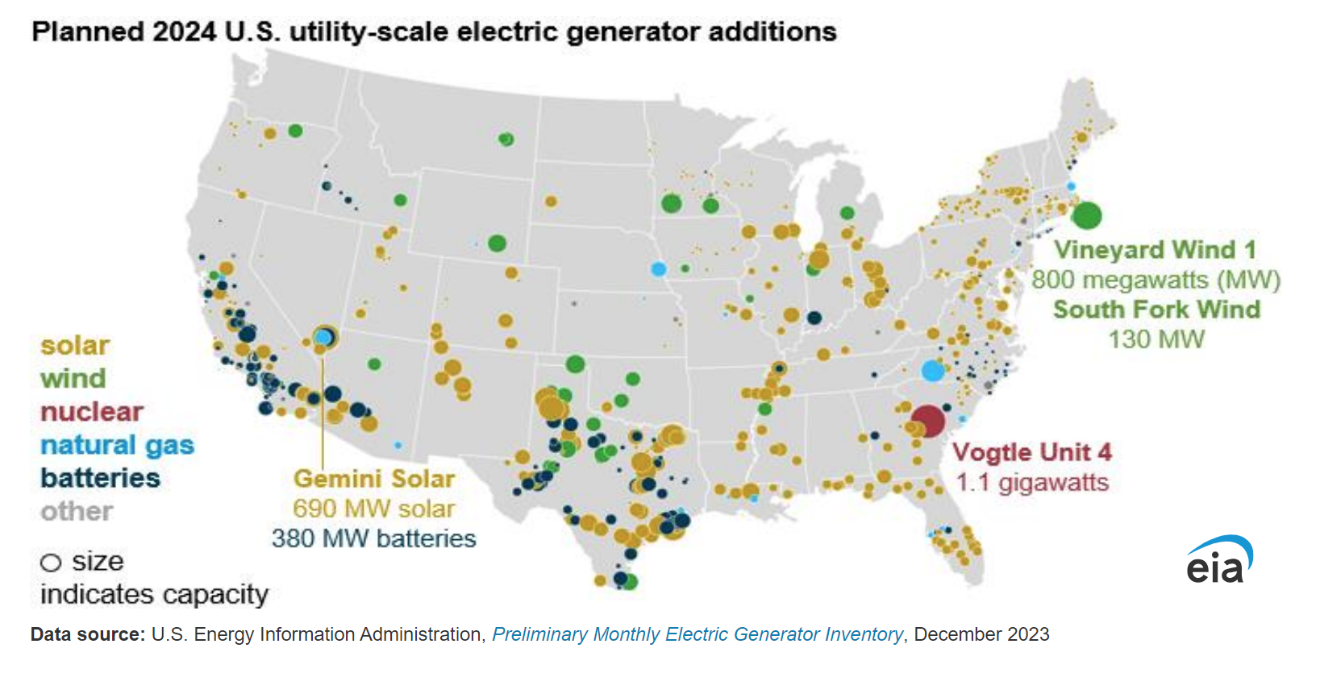 Planned 2024 U.S. utility-scale electric generator additions
Vineyard Wind 1
800 megawatts (MW)
South Fork Wind
130 MW
solar
wind
nuclear
natural gas
batteries
other
Vogtle Unit 4
1.1 gigawatts
Gemini Solar
690 MW solar
380 MW batteries
size
indicates capacity
eia
Data source: U.S. Energy Information Administration, Preliminary Monthly Electric Generator Inventory, December 2023